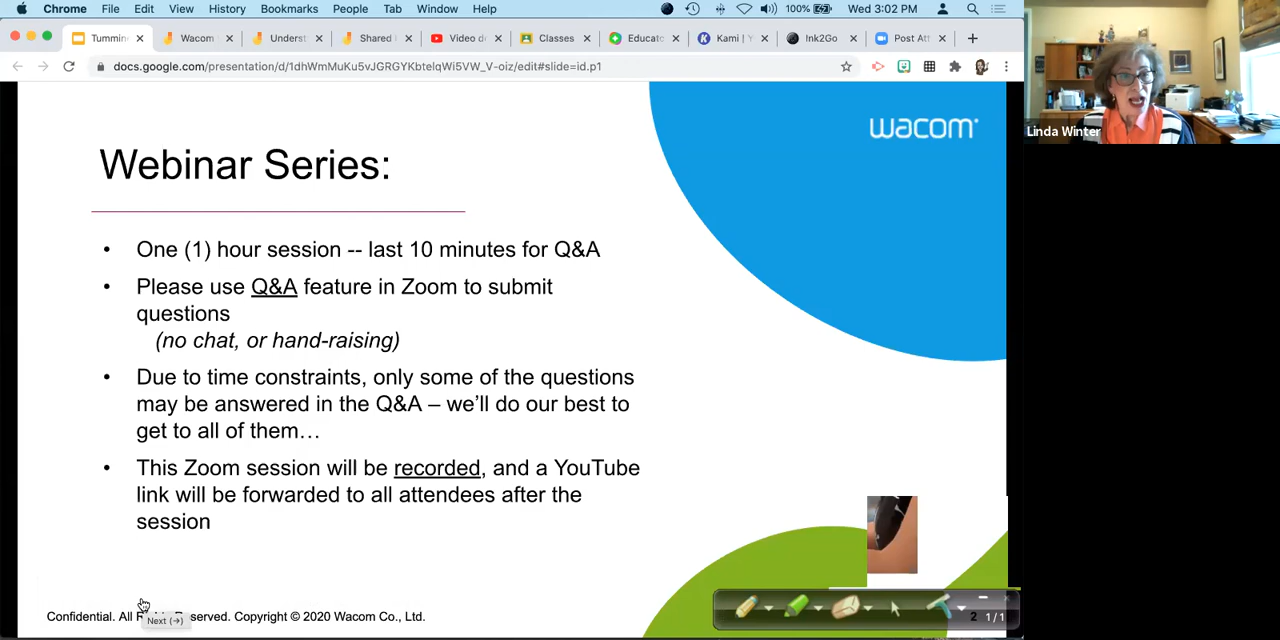 Chrome File Edit View History Bookmarks People Tab Window Help 100% Wed 3:02 PM
Tummin Wacom Underst Shared I Video de Classes Educato Kami | Y Ink2Go Post Att
docs.google.com/presentation/d/1dhWmMuKu5vJGRGYKbtelqWi5VW_V-oiz/edit#slide=id.p1
Linda Winter
wacom
Webinar Series:
• One (1) hour session -- last 10 minutes for Q&A
• Please use Q&A feature in Zoom to submit
questions
(no chat, or hand-raising)
• Due to time constraints, only some of the questions
may be answered in the Q&A – we'll do our best to
get to all of them…
• This Zoom session will be recorded, and a YouTube
link will be forwarded to all attendees after the
session
Confidential. All R served. Copyright © 2020 Wacom Co., Ltd.
Next (→)
2 1/1